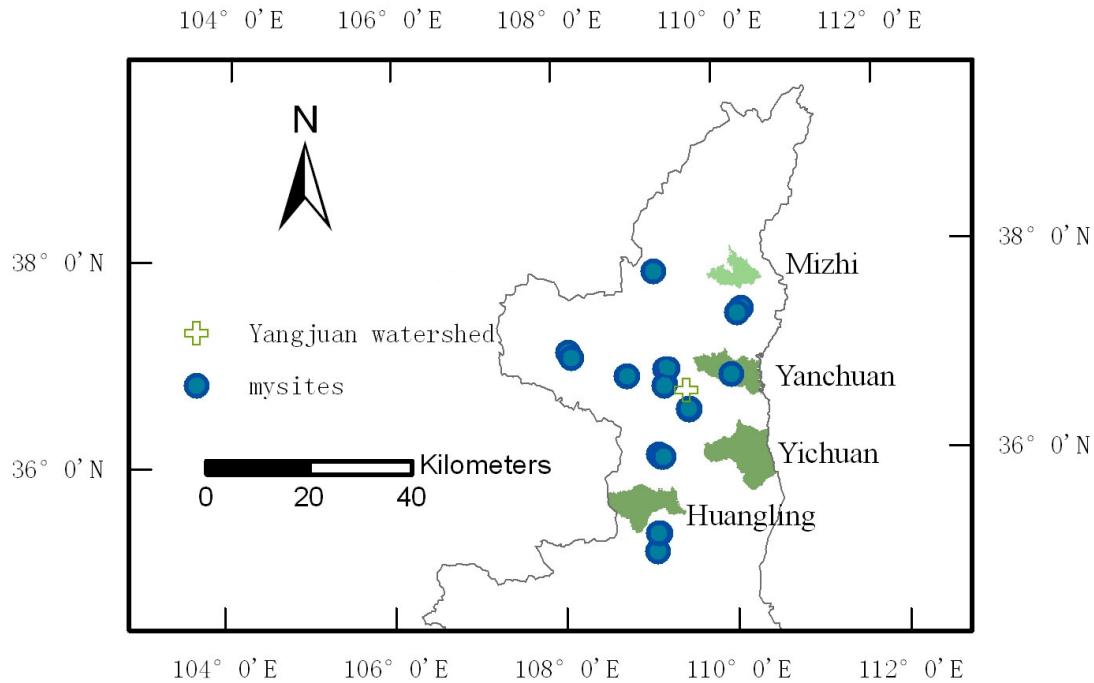 104° 0'E 106° 0'E 108° 0'E 110° 0'E 112° 0'E
N
38° 0'N
38° 0'N
Mizhi
Yangjuan watershed
Yanchuan
mysites
36° 0'N
Yichuan
36° 0'N
Kilometers
0 20 40
Huangling
104° 0'E 106° 0'E 108° 0'E 110° 0'E 112° 0'E